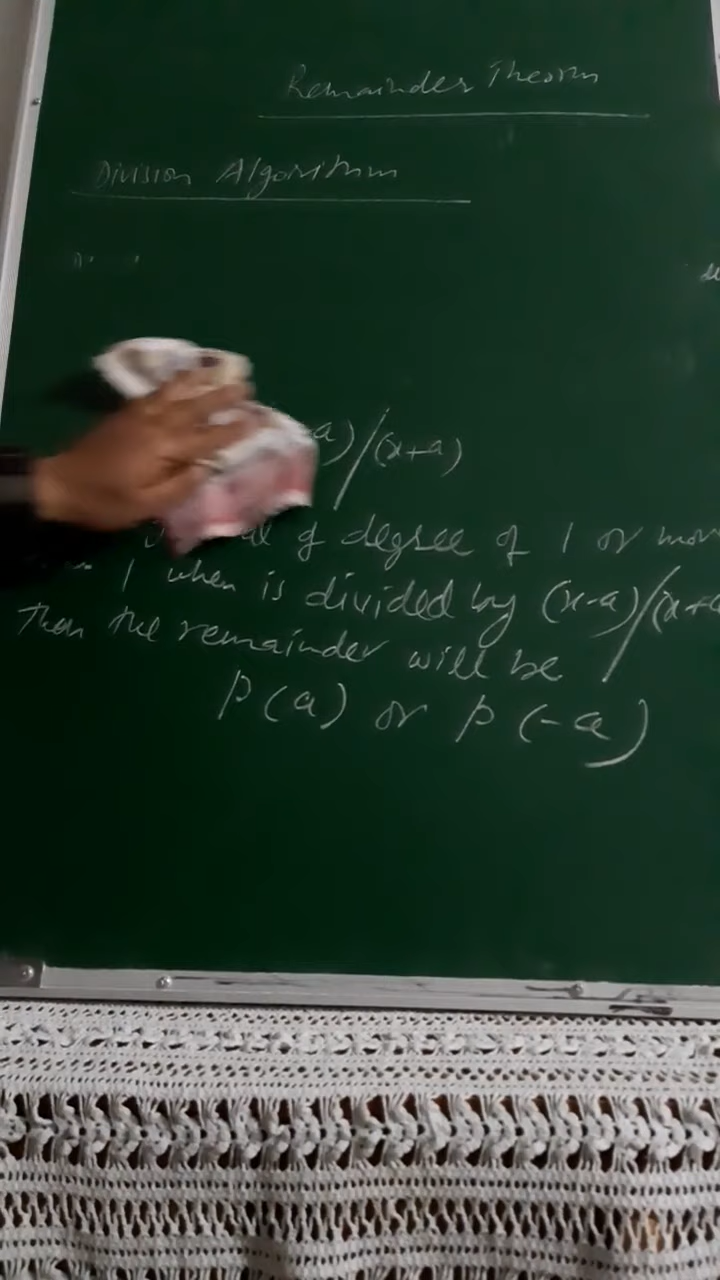 Remainder Theorem
Division Algorithm
a)/(x+a)
of degree of 1 or mor
1 when is divided by (x-a)/(x+a
then the remainder will be
p(a) or p(-a)